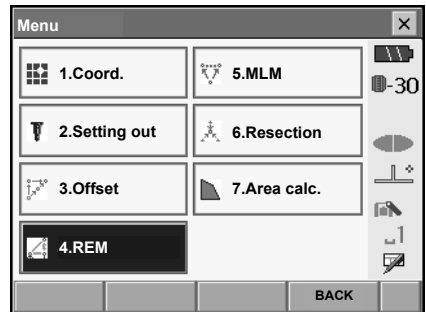 Menu
1.Coord.
2.Setting out
3.Offset
4.REM
5.MLM
6.Resection
7.Area calc.
-30
1
BACK